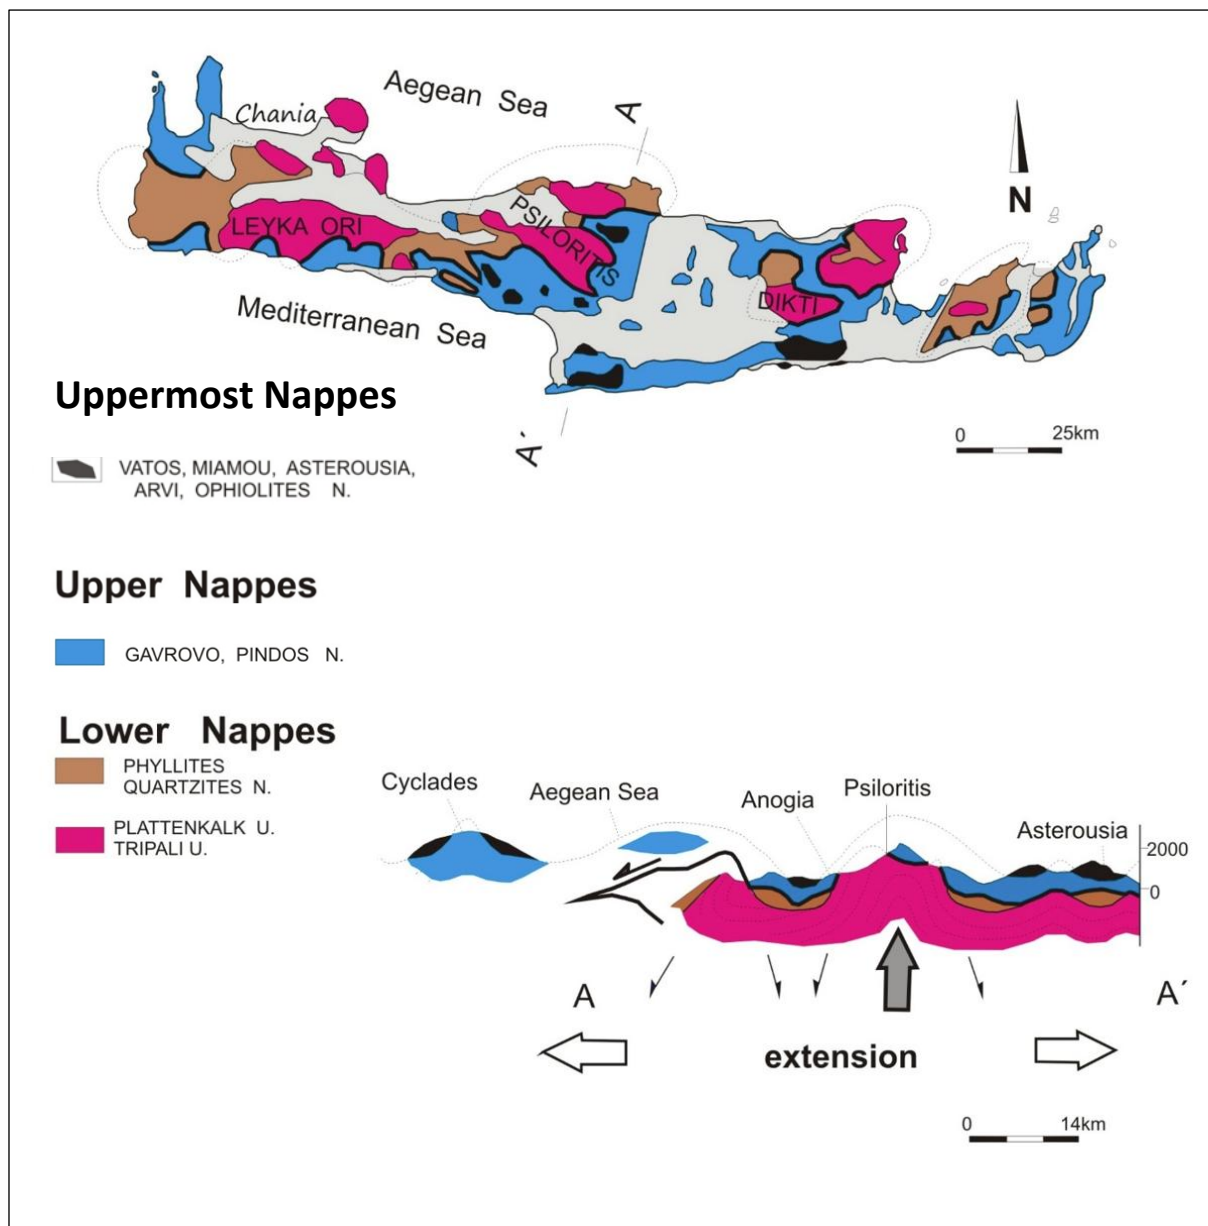 Aegean Sea
A
Chania
N
LEYKA ORI
PSILORITIS
DIKTI
Mediterranean Sea
A´
0 25km
Uppermost Nappes
VATOS, MIAMOU, ASTEROUSIA,
ARVI, OPHIOLITES N.
Upper Nappes
GAVROVO, PINDOS N.
Lower Nappes
PHYLLITES
QUARTZITES N.
PLATTENKALK U.
TRIPALI U.
Cyclades
Aegean Sea
Anogia
Psiloritis
Asterousia
2000
0
A
A´
extension
0 14km